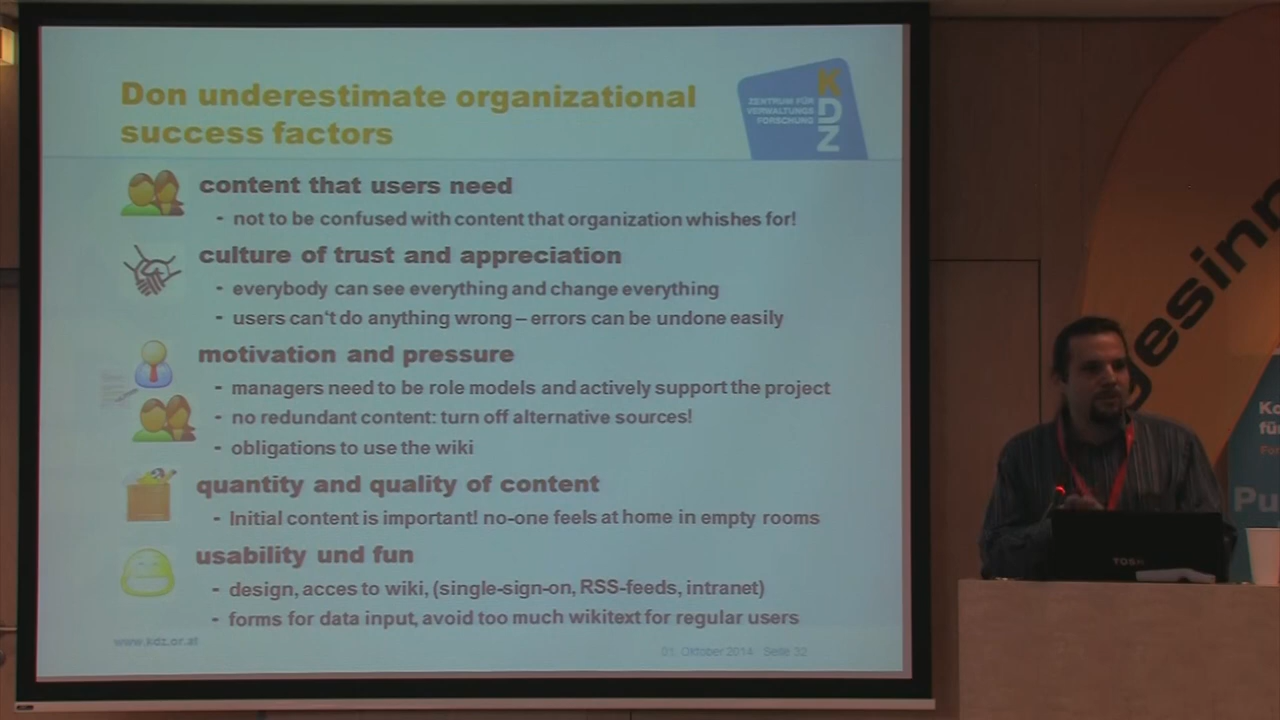 Don underestimate organizational
success factors
ZENTRUM FÜR
VERWALTUNGS
FORSCHUNG
KDZ
content that users need
- not to be confused with content that organization whishes for!
culture of trust and appreciation
- everybody can see everything and change everything
- users can't do anything wrong – errors can be undone easily
motivation and pressure
- managers need to be role models and actively support the project
- no redundant content: turn off alternative sources!
- obligations to use the wiki
quantity and quality of content
- Initial content is important! no-one feels at home in empty rooms
usability und fun
- design, acces to wiki, (single-sign-on, RSS-feeds, intranet)
- forms for data input, avoid too much wikitext for regular users
www.kdz.or.at
01. Oktober 2014 Seite 32
gesinn
Ko
fü
Pu
TOSH